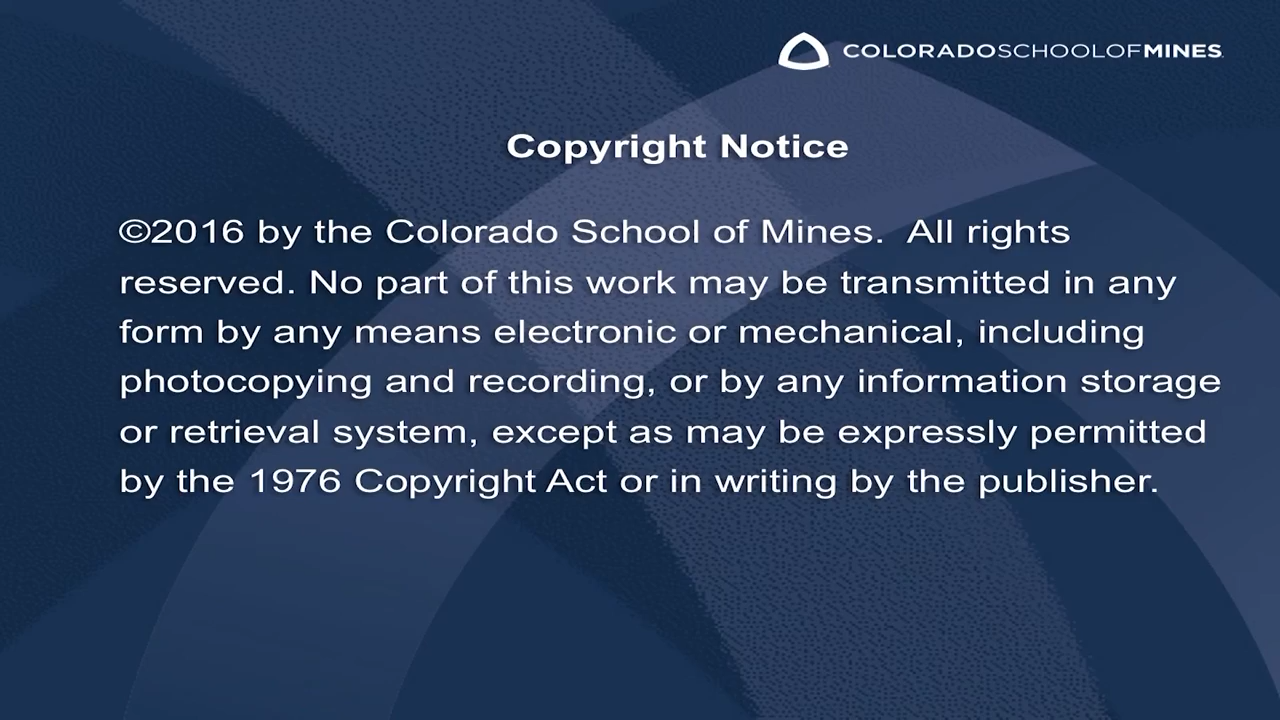 COLORADOSCHOOLOFMINES
Copyright Notice
©2016 by the Colorado School of Mines.  All rights
reserved. No part of this work may be transmitted in any
form by any means electronic or mechanical, including
photocopying and recording, or by any information storage
or retrieval system, except as may be expressly permitted
by the 1976 Copyright Act or in writing by the publisher.